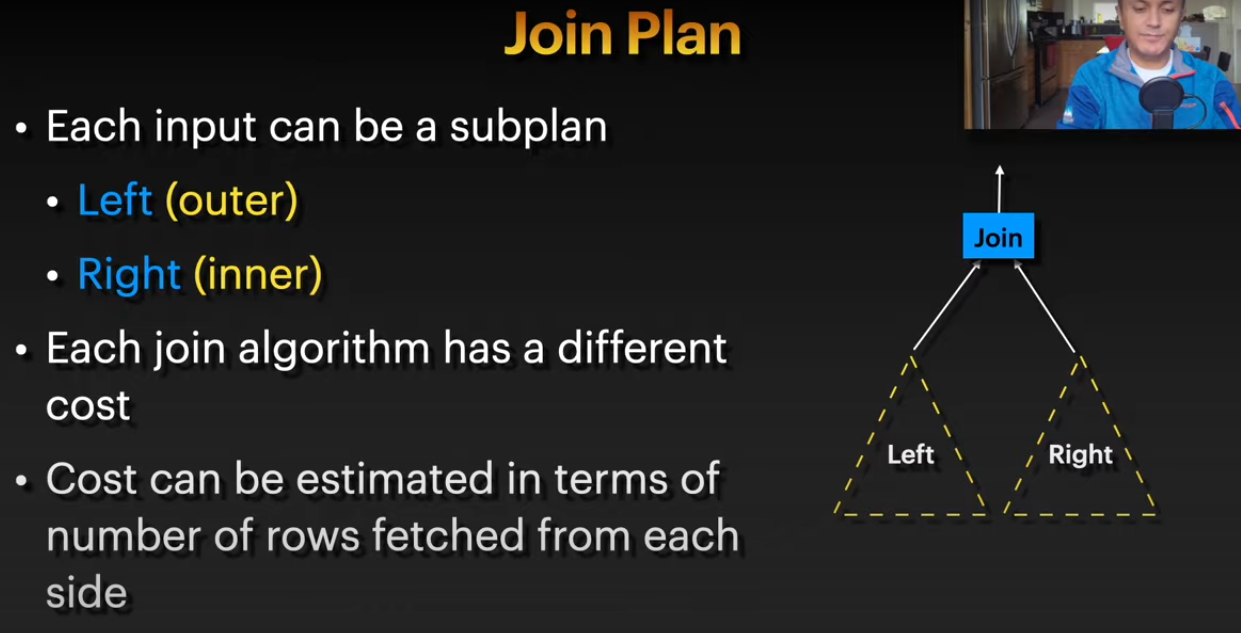 Join Plan
• Each input can be a subplan
• Left (outer)
• Right (inner)
• Each join algorithm has a different
cost
• Cost can be estimated in terms of
number of rows fetched from each
side
Join
Left
Right